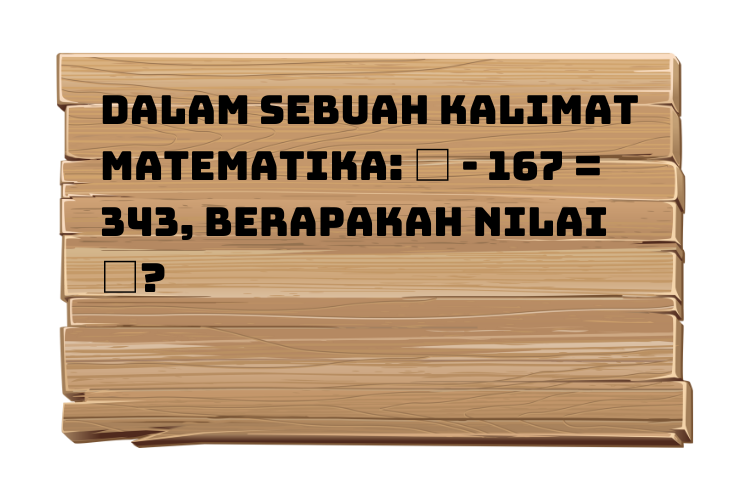 DALAM SEBUAH KALIMAT
MATEMATIKA: □ - 167 =
343, BERAPAKAH NILAI
□?